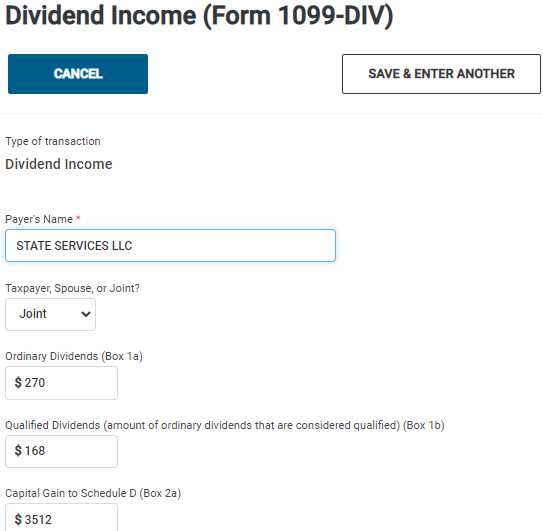 Dividend Income (Form 1099-DIV)
CANCEL
SAVE & ENTER ANOTHER
Type of transaction
Dividend Income
Payer's Name *
STATE SERVICES LLC
Taxpayer, Spouse, or Joint?
Joint
Ordinary Dividends (Box 1a)
$ 270
Qualified Dividends (amount of ordinary dividends that are considered qualified) (Box 1b)
$ 168
Capital Gain to Schedule D (Box 2a)
$ 3512